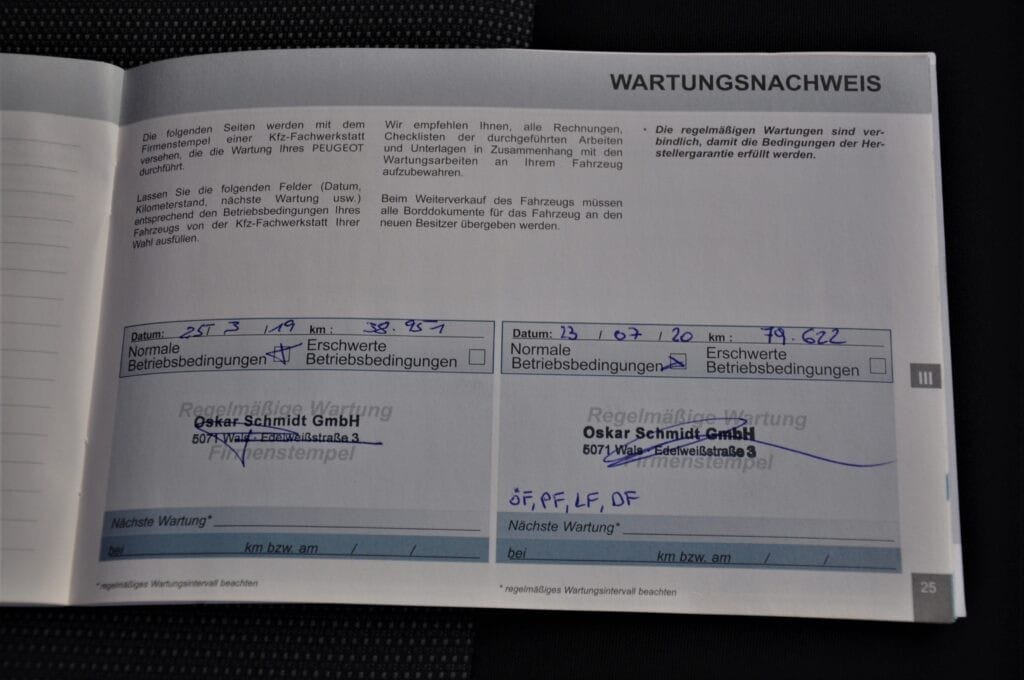 WARTUNGSNACHWEIS
Die folgenden Seiten werden mit dem
Firmenstempel einer Kfz-Fachwerkstatt
versehen, die die Wartung Ihres PEUGEOT
durchführt.
Lassen Sie die folgenden Felder (Datum,
Kilometerstand, nächste Wartung usw.)
entsprechend den Betriebsbedingungen Ihres
Fahrzeugs von der Kfz-Fachwerkstatt Ihrer
Wahl ausfüllen.
Wir empfehlen Ihnen, alle Rechnungen,
Checklisten der durchgeführten Arbeiten
und Unterlagen in Zusammenhang mit den
Wartungsarbeiten an Ihrem Fahrzeug
aufzubewahren.
Beim Weiterverkauf des Fahrzeugs müssen
alle Borddokumente für das Fahrzeug an den
neuen Besitzer übergeben werden.
* Die regelmäßigen Wartungen sind ver-
bindlich, damit die Bedingungen der Her-
stellergarantie erfüllt werden.
Datum: 3 / 19 km : 38.951
Normale
Betriebsbedingungen
Erschwerte
Betriebsbedingungen
Regelmäßige Wartung
Oskar Schmidt GmbH
5071 Wals - Edelweißstraße 3
Firmenstempel
Nächste Wartung*
bei km bzw. am / /
* regelmäßiges Wartungsintervall beachten
Datum: 23 / 07 / 20 km : 79.622
Normale
Betriebsbedingungen
Erschwerte
Betriebsbedingungen
Regelmäßige Wartung
Oskar Schmidt GmbH
5071 Wals - Edelweißstraße 3
Firmenstempel
ÖF, PF, LF, DF
Nächste Wartung*
bei km bzw. am / /
* regelmäßiges Wartungsintervall beachten
III
25